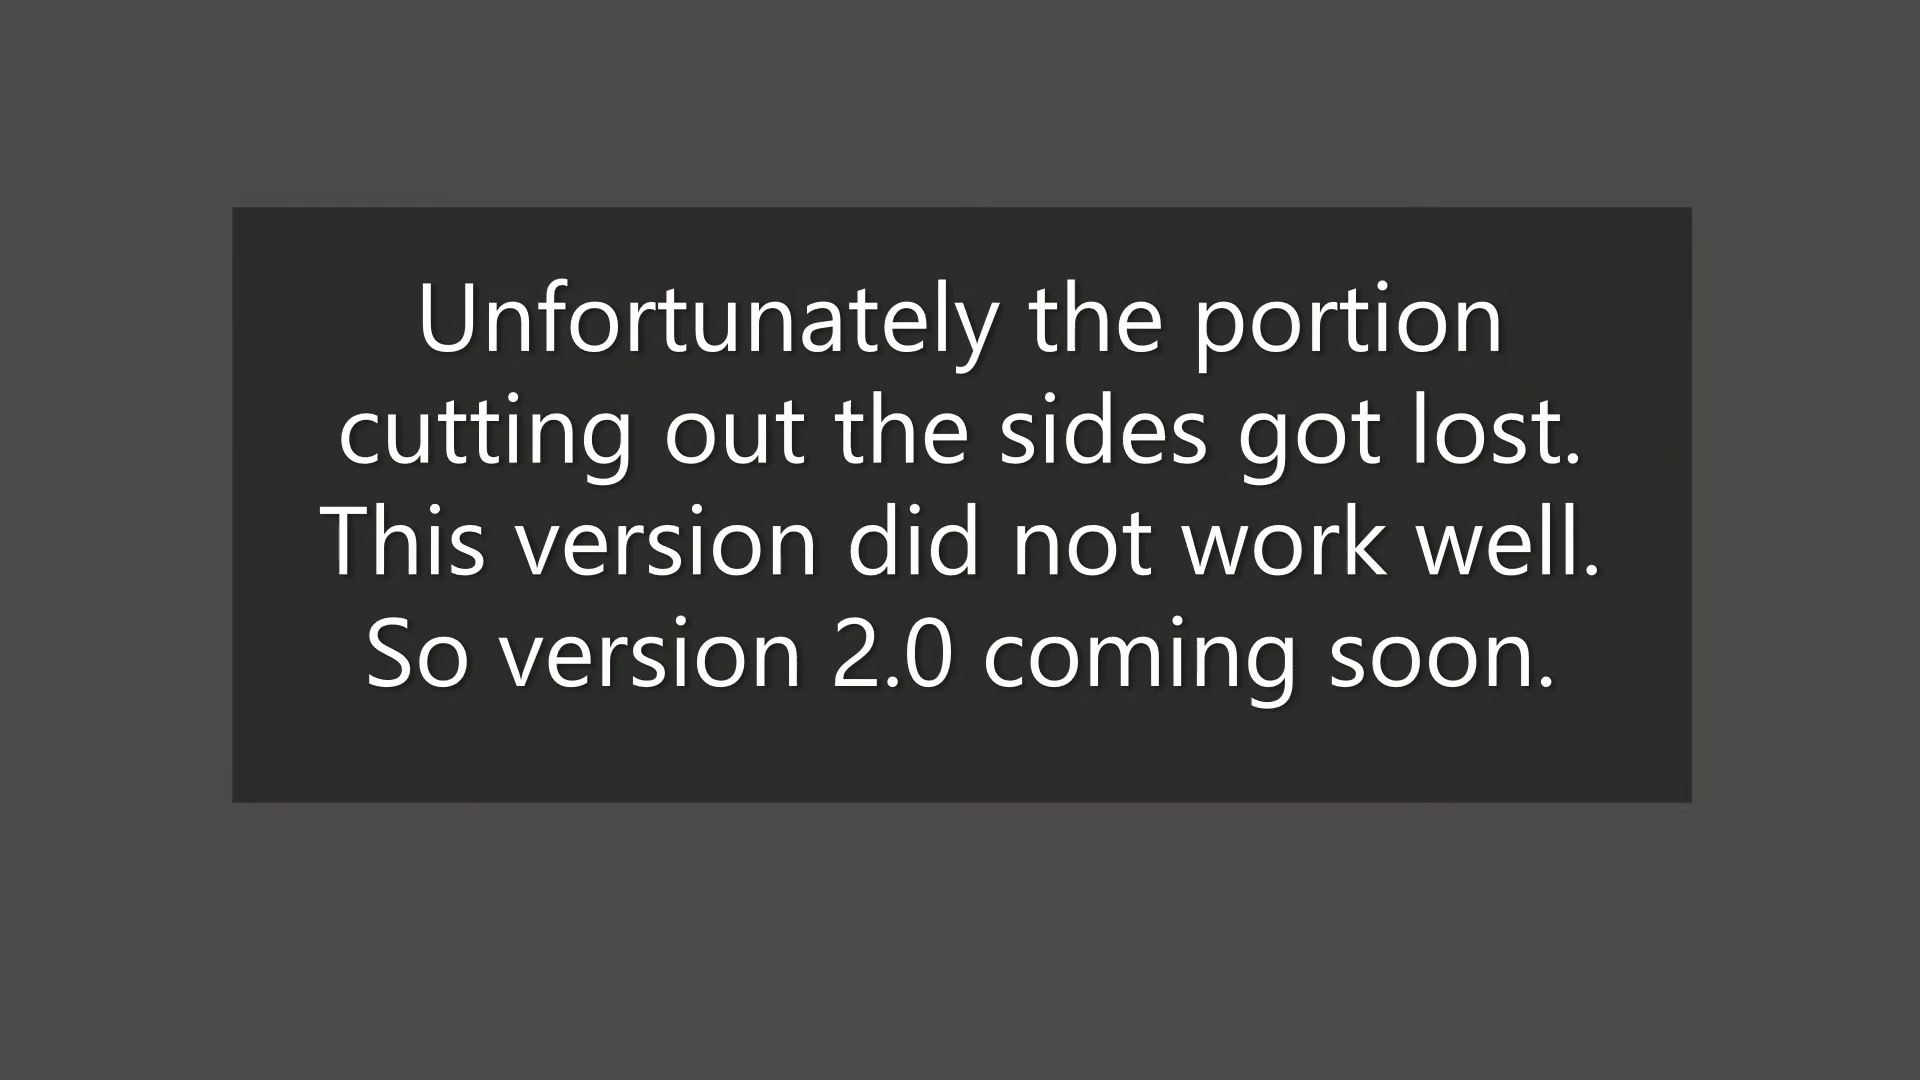 Unfortunately the portion
cutting out the sides got lost.
This version did not work well.
So version 2.0 coming soon.